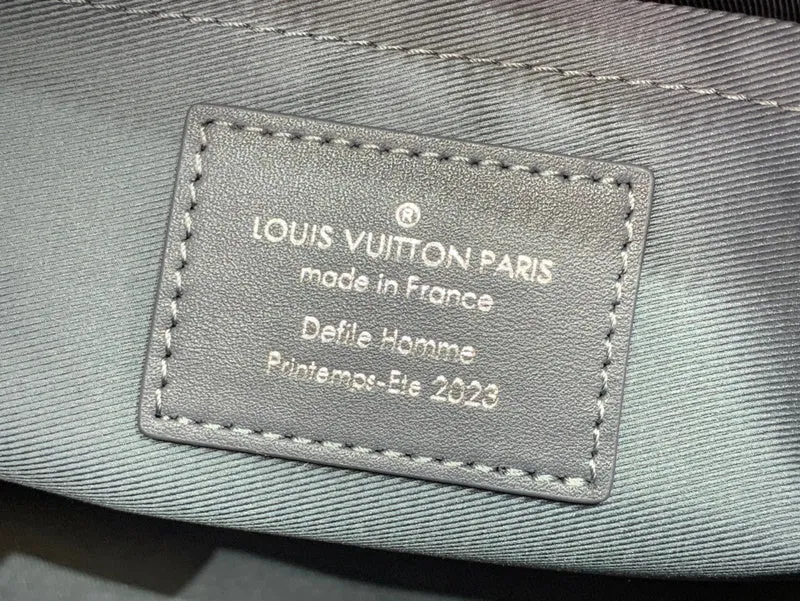 ®
LOUIS VUITTON PARIS
made in France
Defile Homme
Printemps-Ete 2023